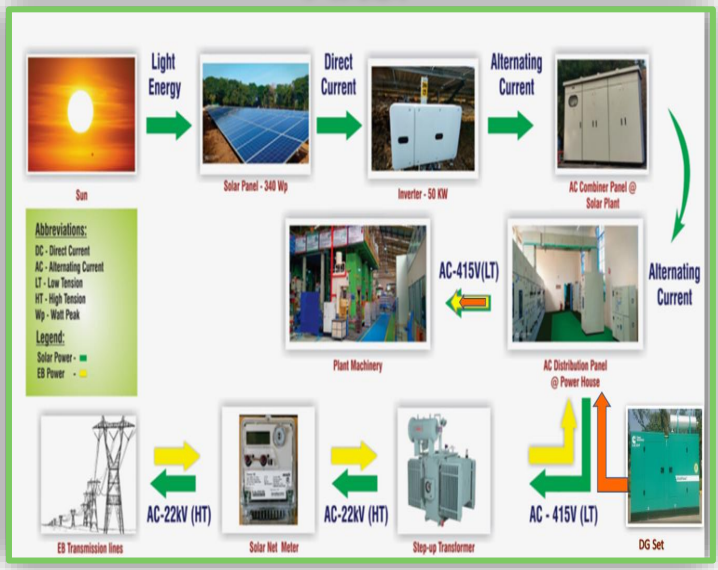 Light
Energy
Direct
Current
Alternating
Current
Sun
Solar Panel - 340 Wp
Inverter - 50 KW
AC Combiner Panel @
Solar Plant
Abbreviations:
DC - Direct Current
AC - Alternating Current
LT - Low Tension
HT - High Tension
Wp - Watt Peak
Legend:
Solar Power -
EB Power -
AC-415V(LT)
Alternating
Current
Plant Machinery
AC Distribution Panel
@ Power House
AC-22kV (HT)
AC-22kV (HT)
AC - 415V (LT)
EB Transmission lines
Solar Net Meter
Step-up Transformer
DG Set